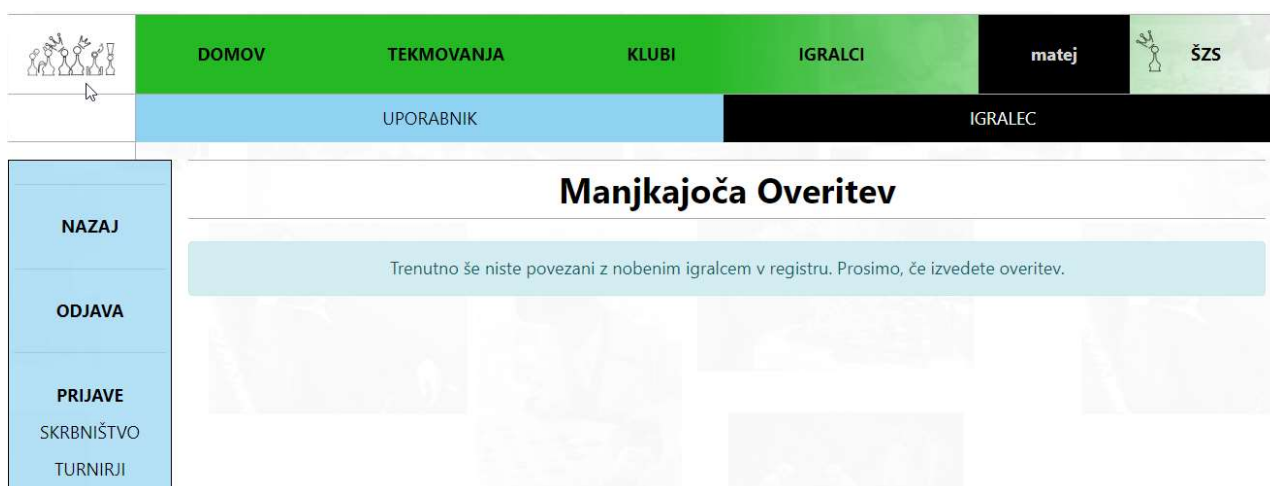 DOMOV TEKMOVANJA KLUBI IGRALCI matej ŠZS
UPORABNIK IGRALEC
Manjkajoča Overitev
NAZAJ
Trenutno še niste povezani z nobenim igralcem v registru. Prosimo, če izvedete overitev.
ODJAVA
PRIJAVE
SKRBNIŠTVO
TURNIRJI